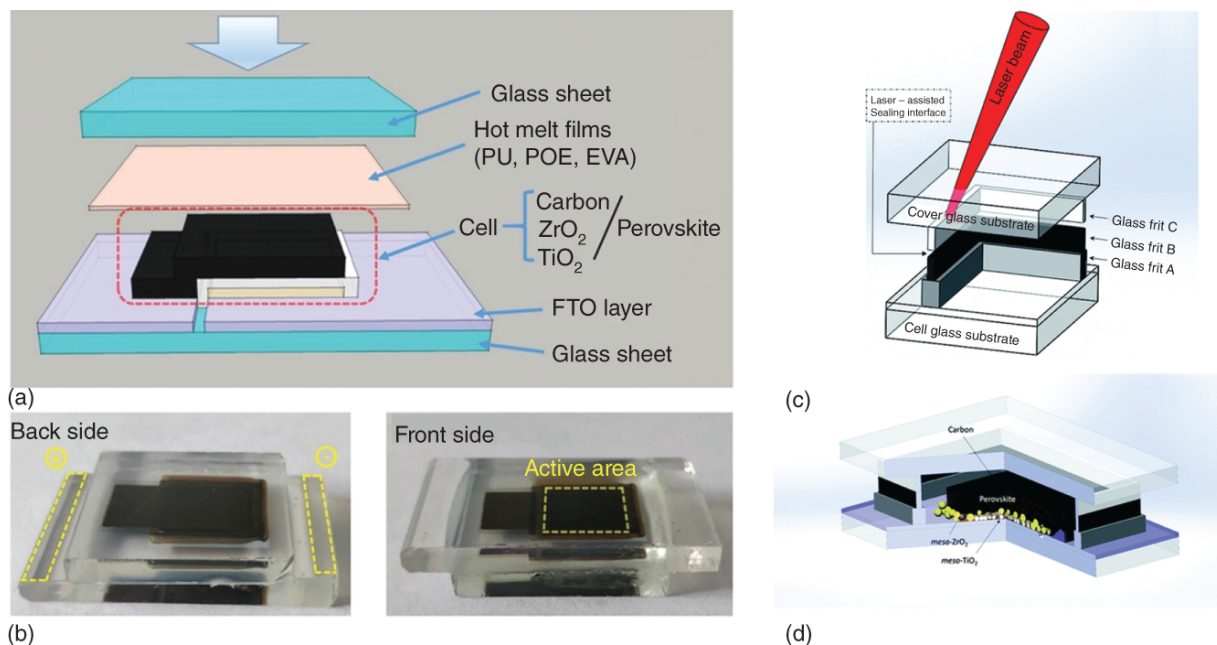 Glass sheet
Hot melt films
(PU, POE, EVA)
Cell
Carbon
ZrO₂
TiO₂
/ Perovskite
FTO layer
Glass sheet
(a)
Back side
+
-
Front side
Active area
(b)
Laser beam
Laser – assisted
Sealing interface
Cover glass substrate
Glass frit C
Glass frit B
Glass frit A
Cell glass substrate
(c)
Carbon
Perovskite
meso-ZrO₂
meso-TiO₂
(d)